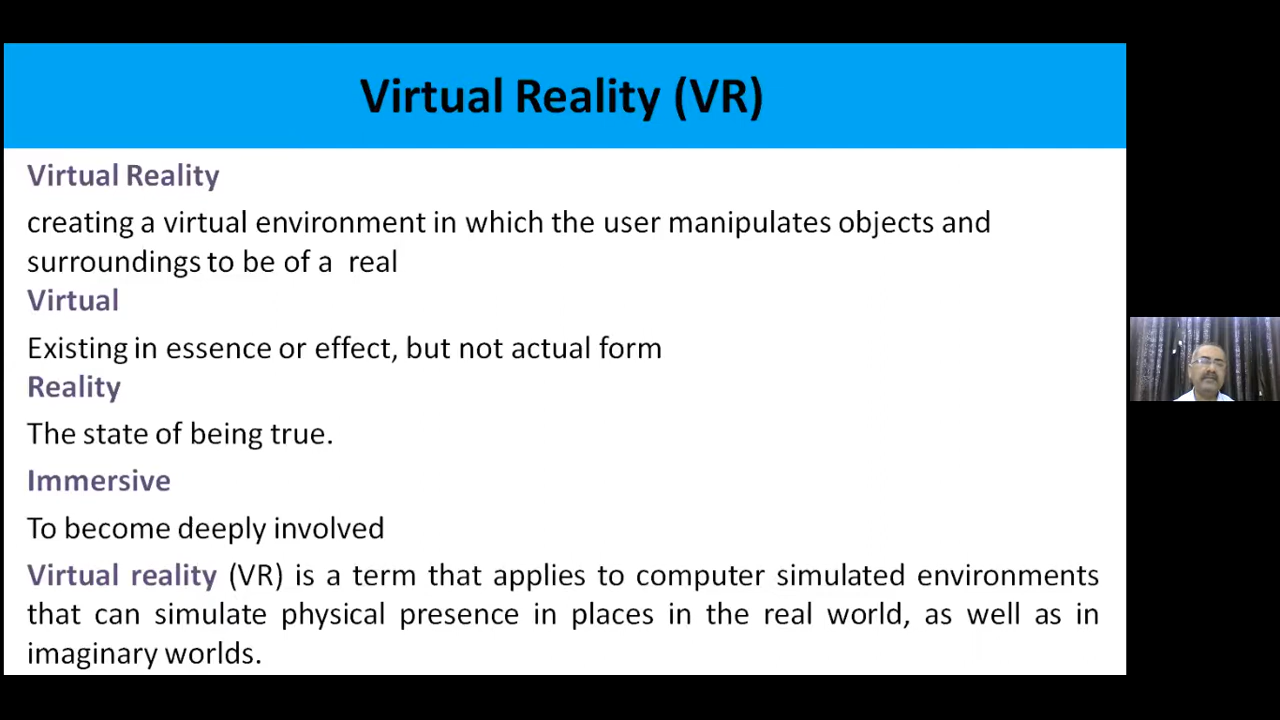 Virtual Reality (VR)
Virtual Reality
creating a virtual environment in which the user manipulates objects and
surroundings to be of a real
Virtual
Existing in essence or effect, but not actual form
Reality
The state of being true.
Immersive
To become deeply involved
Virtual reality (VR) is a term that applies to computer simulated environments
that can simulate physical presence in places in the real world, as well as in
imaginary worlds.